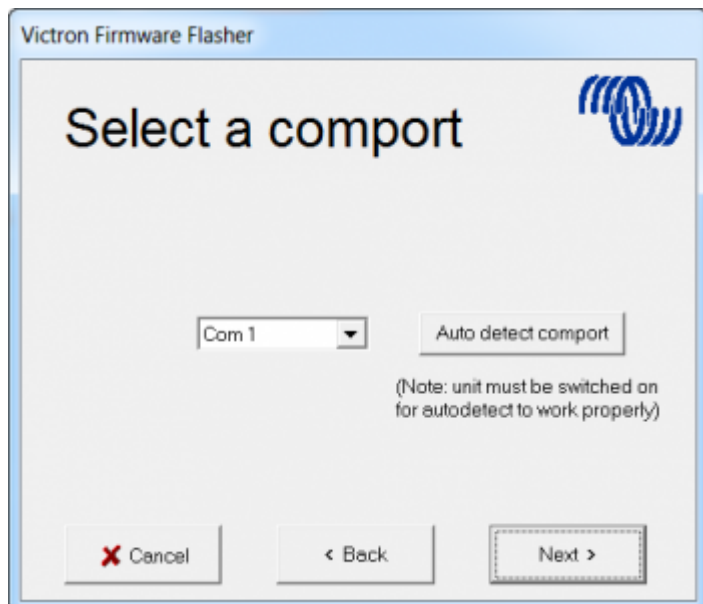 Victron Firmware Flasher
Select a comport
Com 1
Auto detect comport
(Note: unit must be switched on
for autodetect to work properly)
Cancel
< Back
Next >